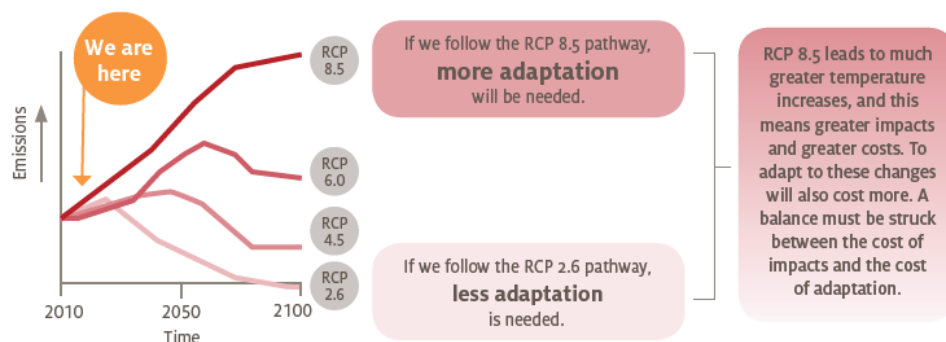 We are
here
Emissions
2010
2050
2100
Time
RCP
8.5
RCP
6.0
RCP
4.5
RCP
2.6
If we follow the RCP 8.5 pathway,
more adaptation
will be needed.
If we follow the RCP 2.6 pathway,
less adaptation
is needed.
RCP 8.5 leads to much
greater temperature
increases, and this
means greater impacts
and greater costs. To
adapt to these changes
will also cost more. A
balance must be struck
between the cost of
impacts and the cost
of adaptation.